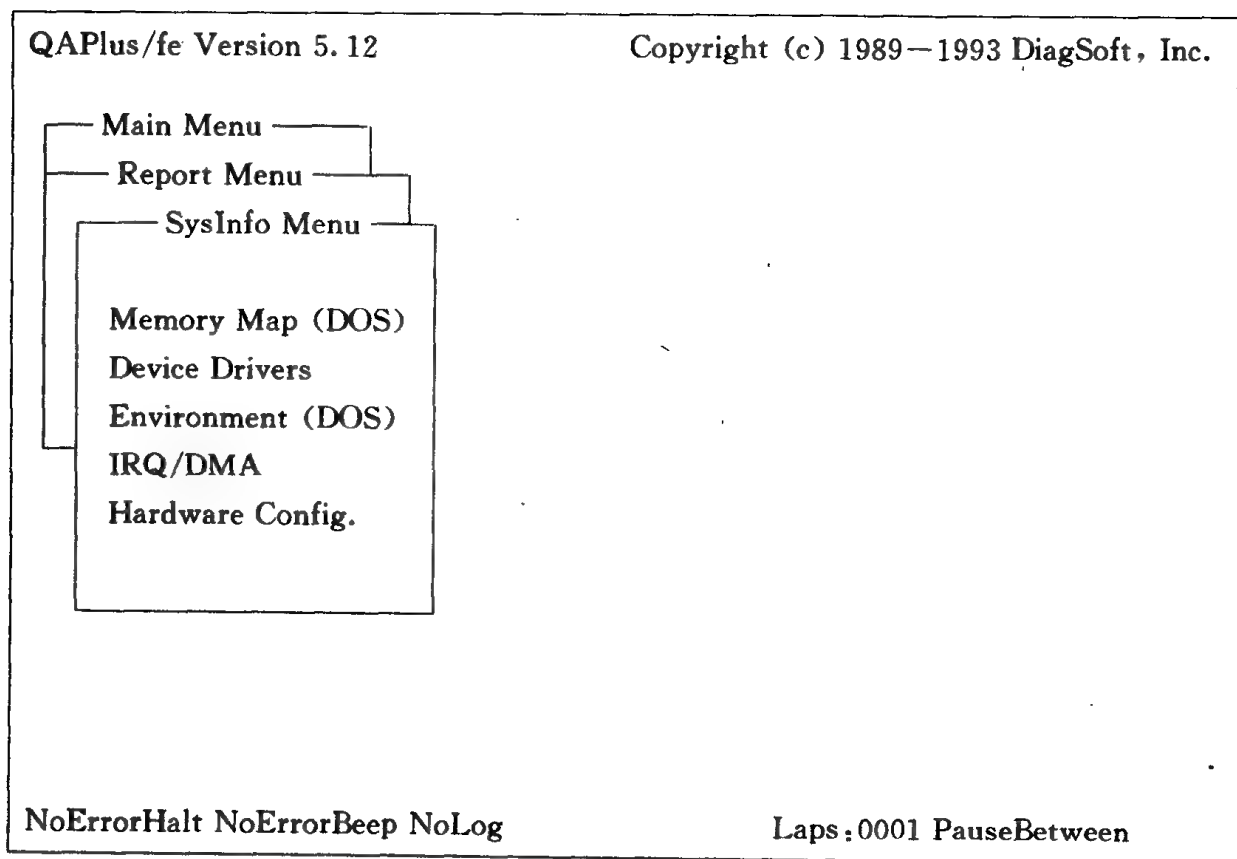 QAPlus/fe Version 5.12 Copyright (c) 1989—1993 DiagSoft, Inc.
Main Menu
Report Menu
SysInfo Menu
Memory Map (DOS)
Device Drivers
Environment (DOS)
IRQ/DMA
Hardware Config.
NoErrorHalt NoErrorBeep NoLog Laps:0001 PauseBetween